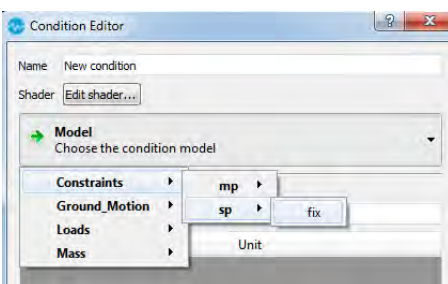 Condition Editor
?
Name New condition
Shader Edit shader...
Model
Choose the condition model
Constraints mp
Ground_Motion sp fix
Loads
Unit
Mass